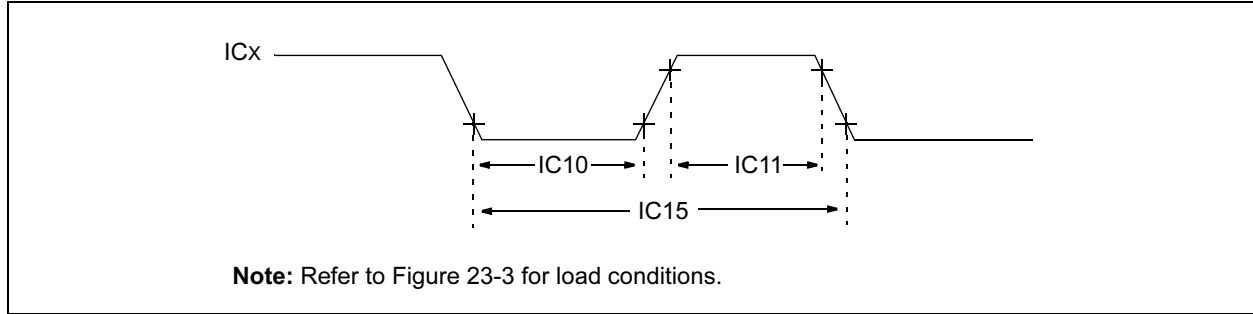 ICx
IC10
IC11
IC15
Note: Refer to Figure 23-3 for load conditions.